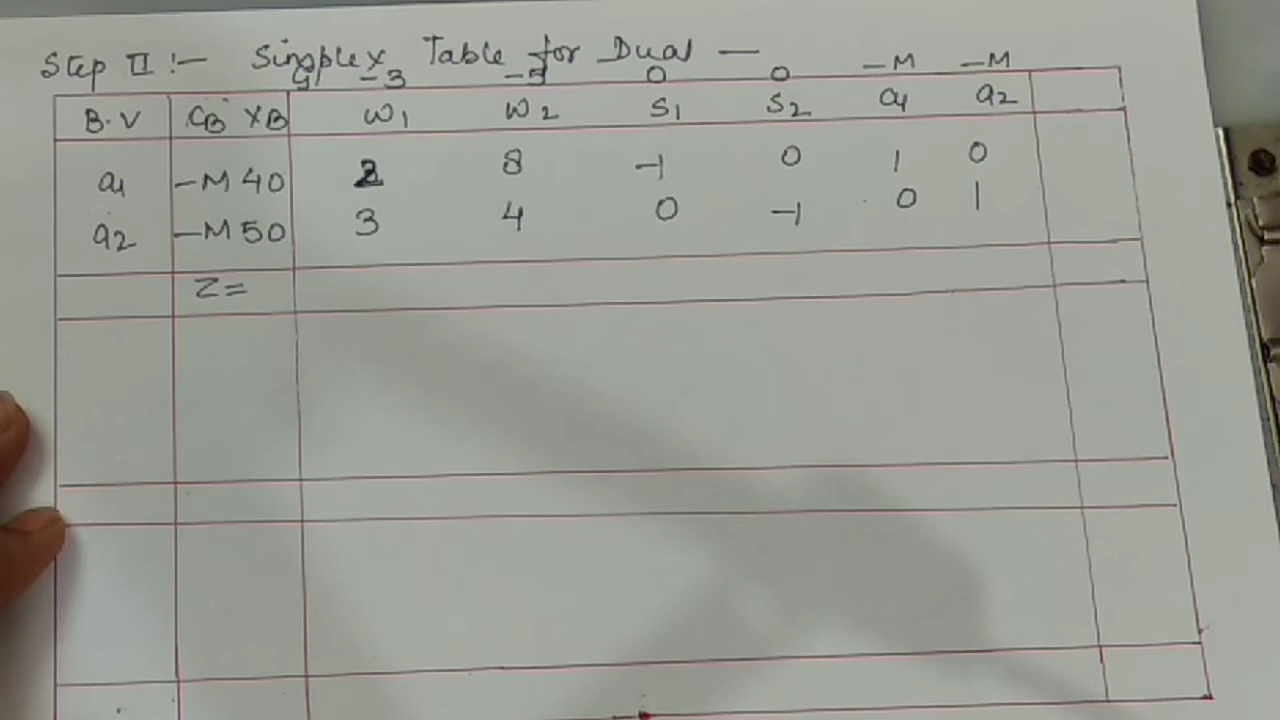 Step II :- Simplex Table for Dual —
Cj -3 -5 0 0 -M -M
B.V CB XB w1 w2 s1 s2 a1 a2
a1 -M 40 2 8 -1 0 1 0
a2 -M 50 3 4 0 -1 0 1
Z=